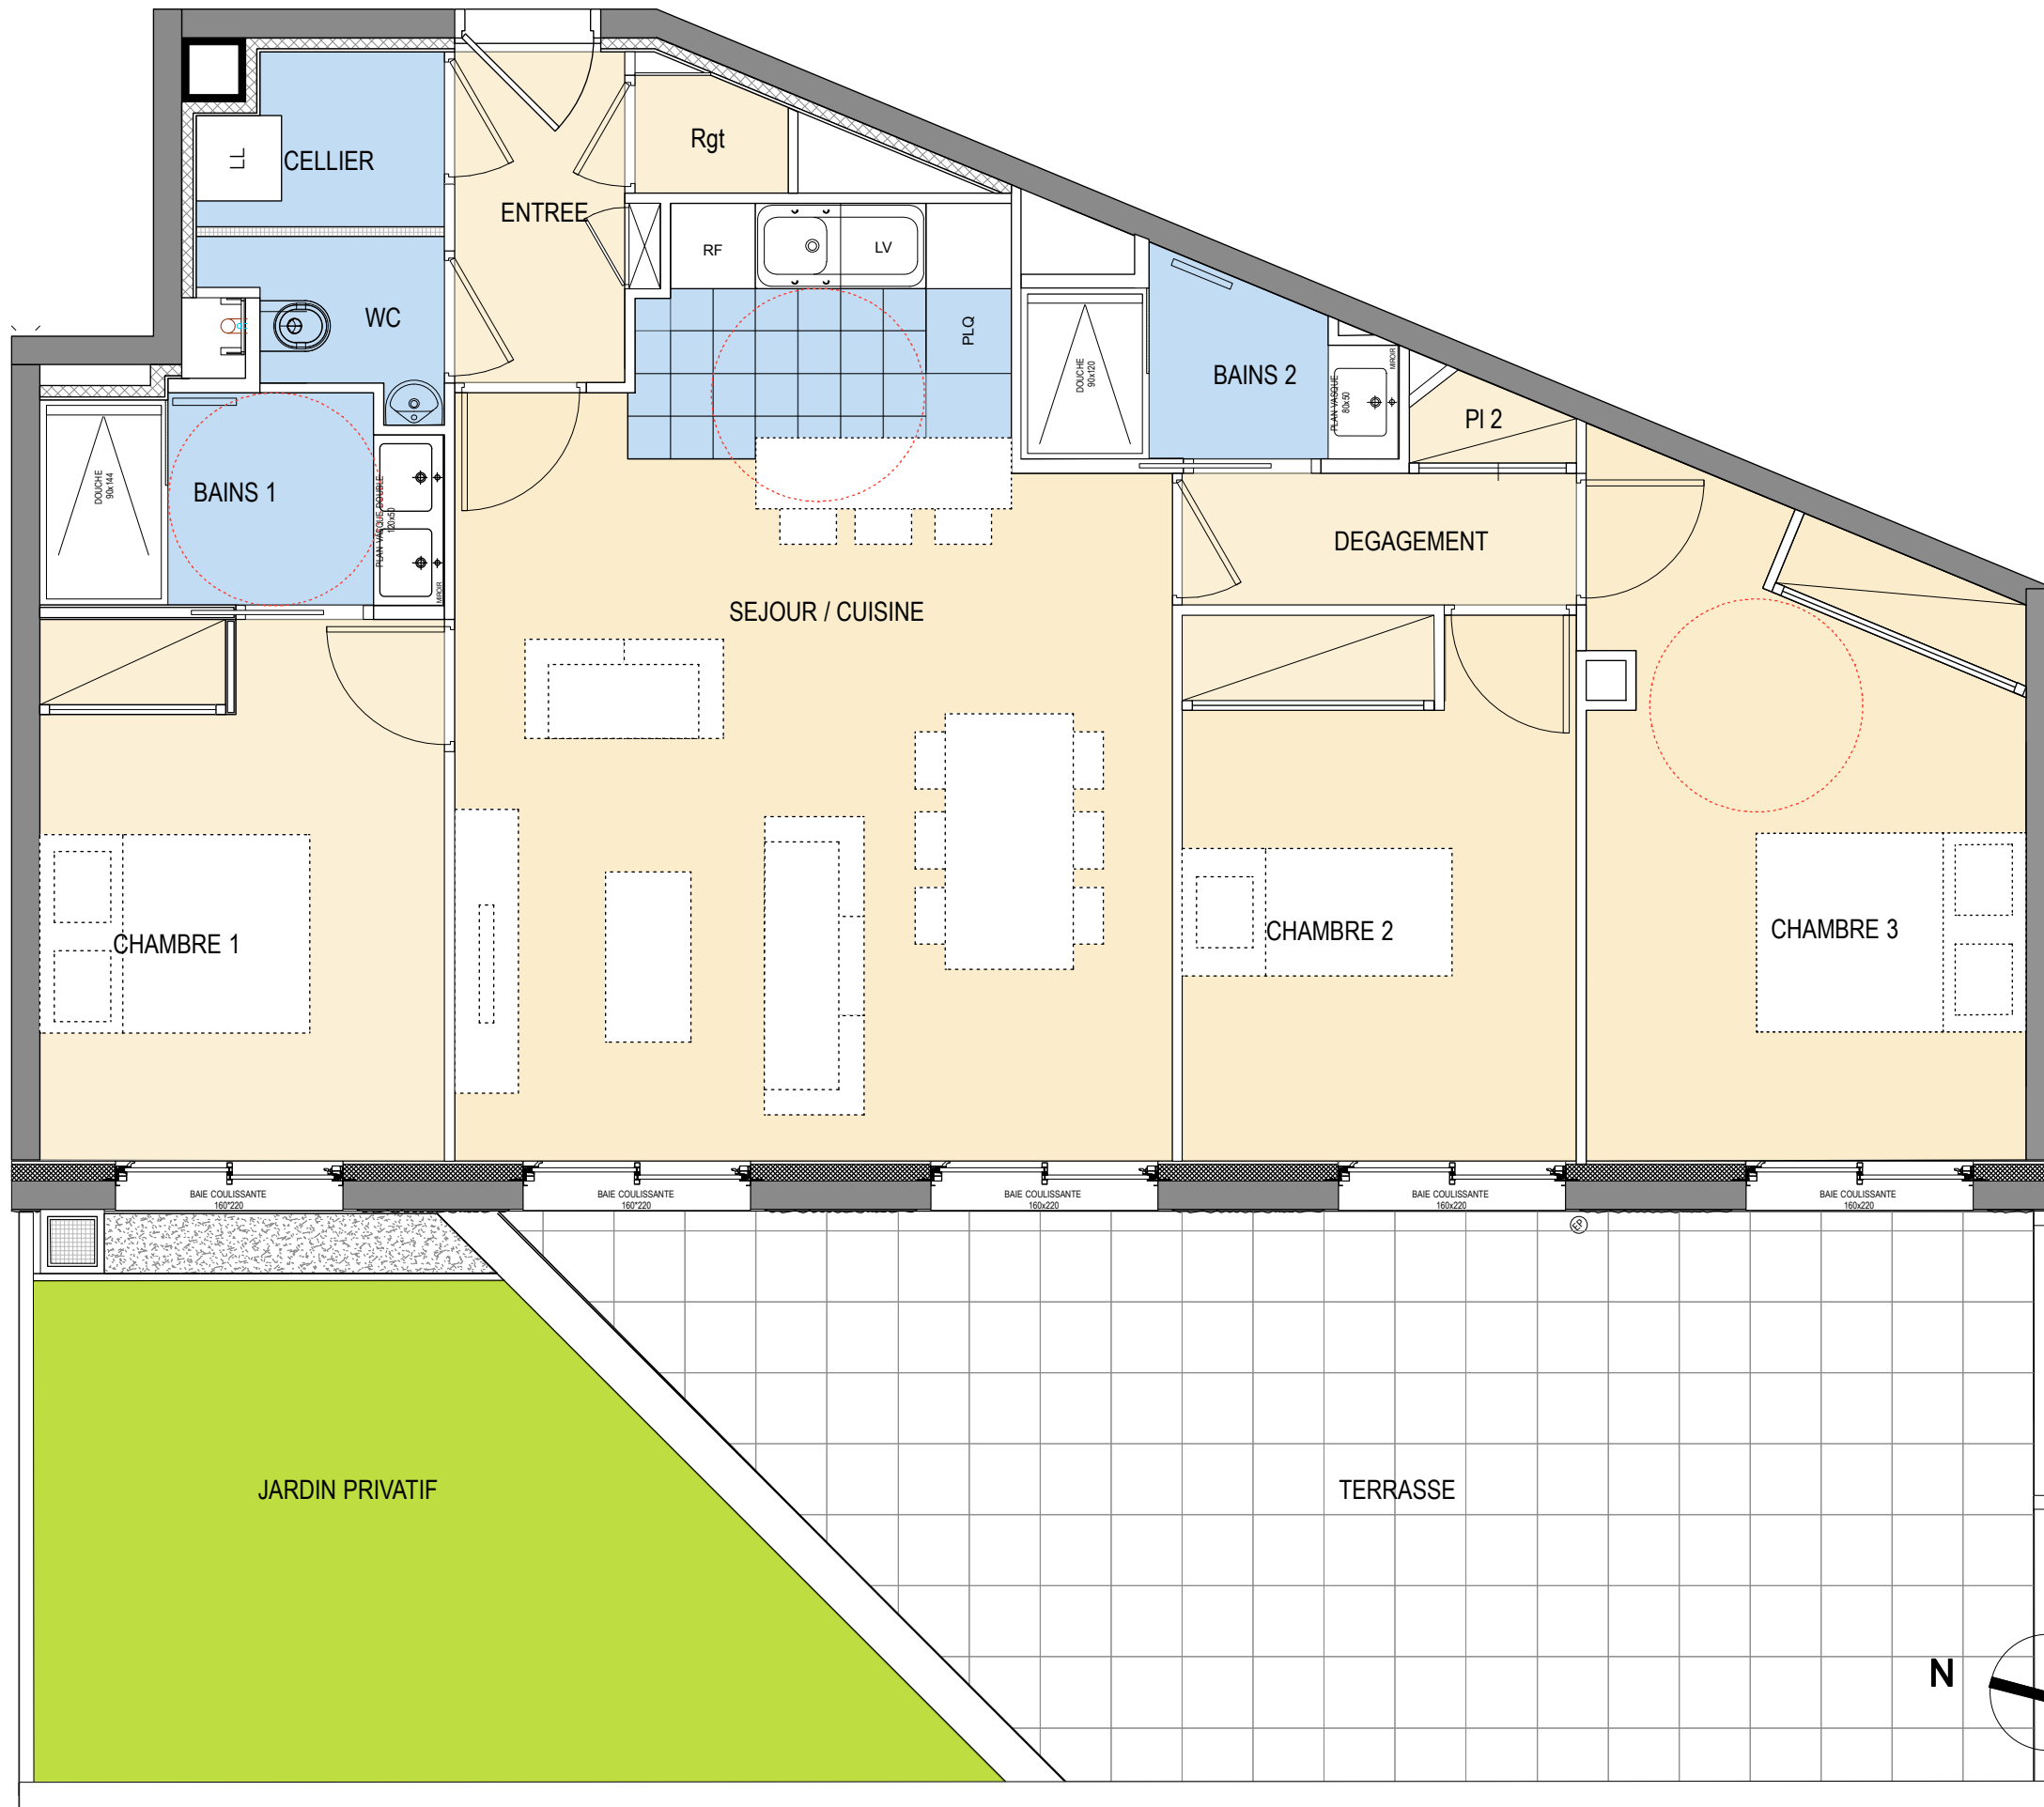 Rgt
LL
CELLIER
ENTREE
RF
LV
WC
PLQ
DOUCHE
90x120
BAINS 2
PLAN VASQUE
80x50
MIROIR
Pl 2
DOUCHE
90x144
BAINS 1
PLAN VASQUE DOUBLE
120x50
MIROIR
DEGAGEMENT
SEJOUR / CUISINE
CHAMBRE 1
CHAMBRE 2
CHAMBRE 3
BAIE COULISSANTE
160*220
BAIE COULISSANTE
160*220
BAIE COULISSANTE
160x220
BAIE COULISSANTE
160x220
BAIE COULISSANTE
160x220
EP
JARDIN PRIVATIF
TERRASSE
N